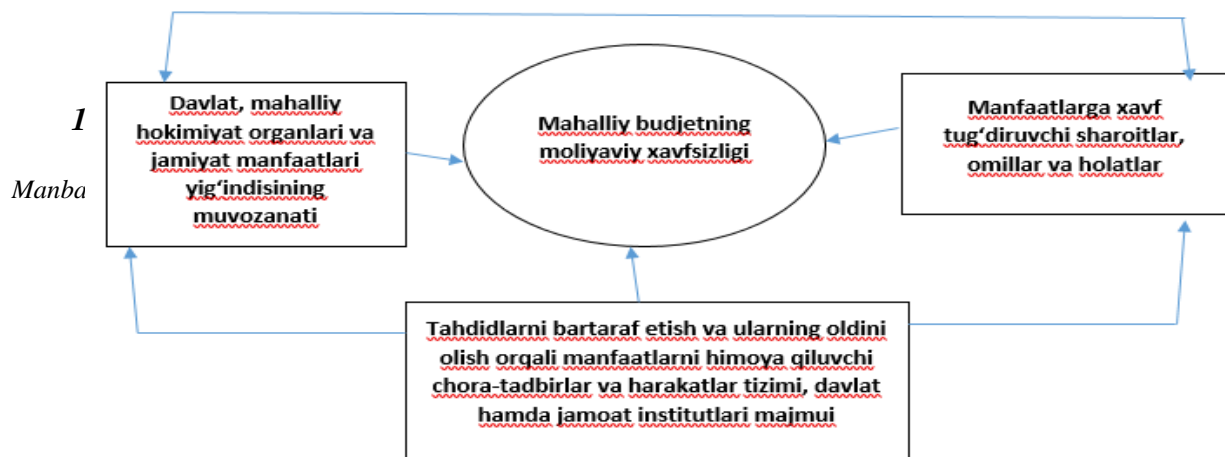 Davlat, mahalliy
hokimiyat organlari va
jamiyat manfaatlari
yig‘indisining
muvozanati
1
Manba
Mahalliy budjetning
moliyaviy xavfsizligi
Manfaatlarga xavf
tug‘diruvchi sharoitlar,
omillar va holatlar
Tahdidlarni bartaraf etish va ularning oldini
olish orqali manfaatlarni himoya qiluvchi
chora-tadbirlar va harakatlar tizimi, davlat
hamda jamoat institutlari majmui